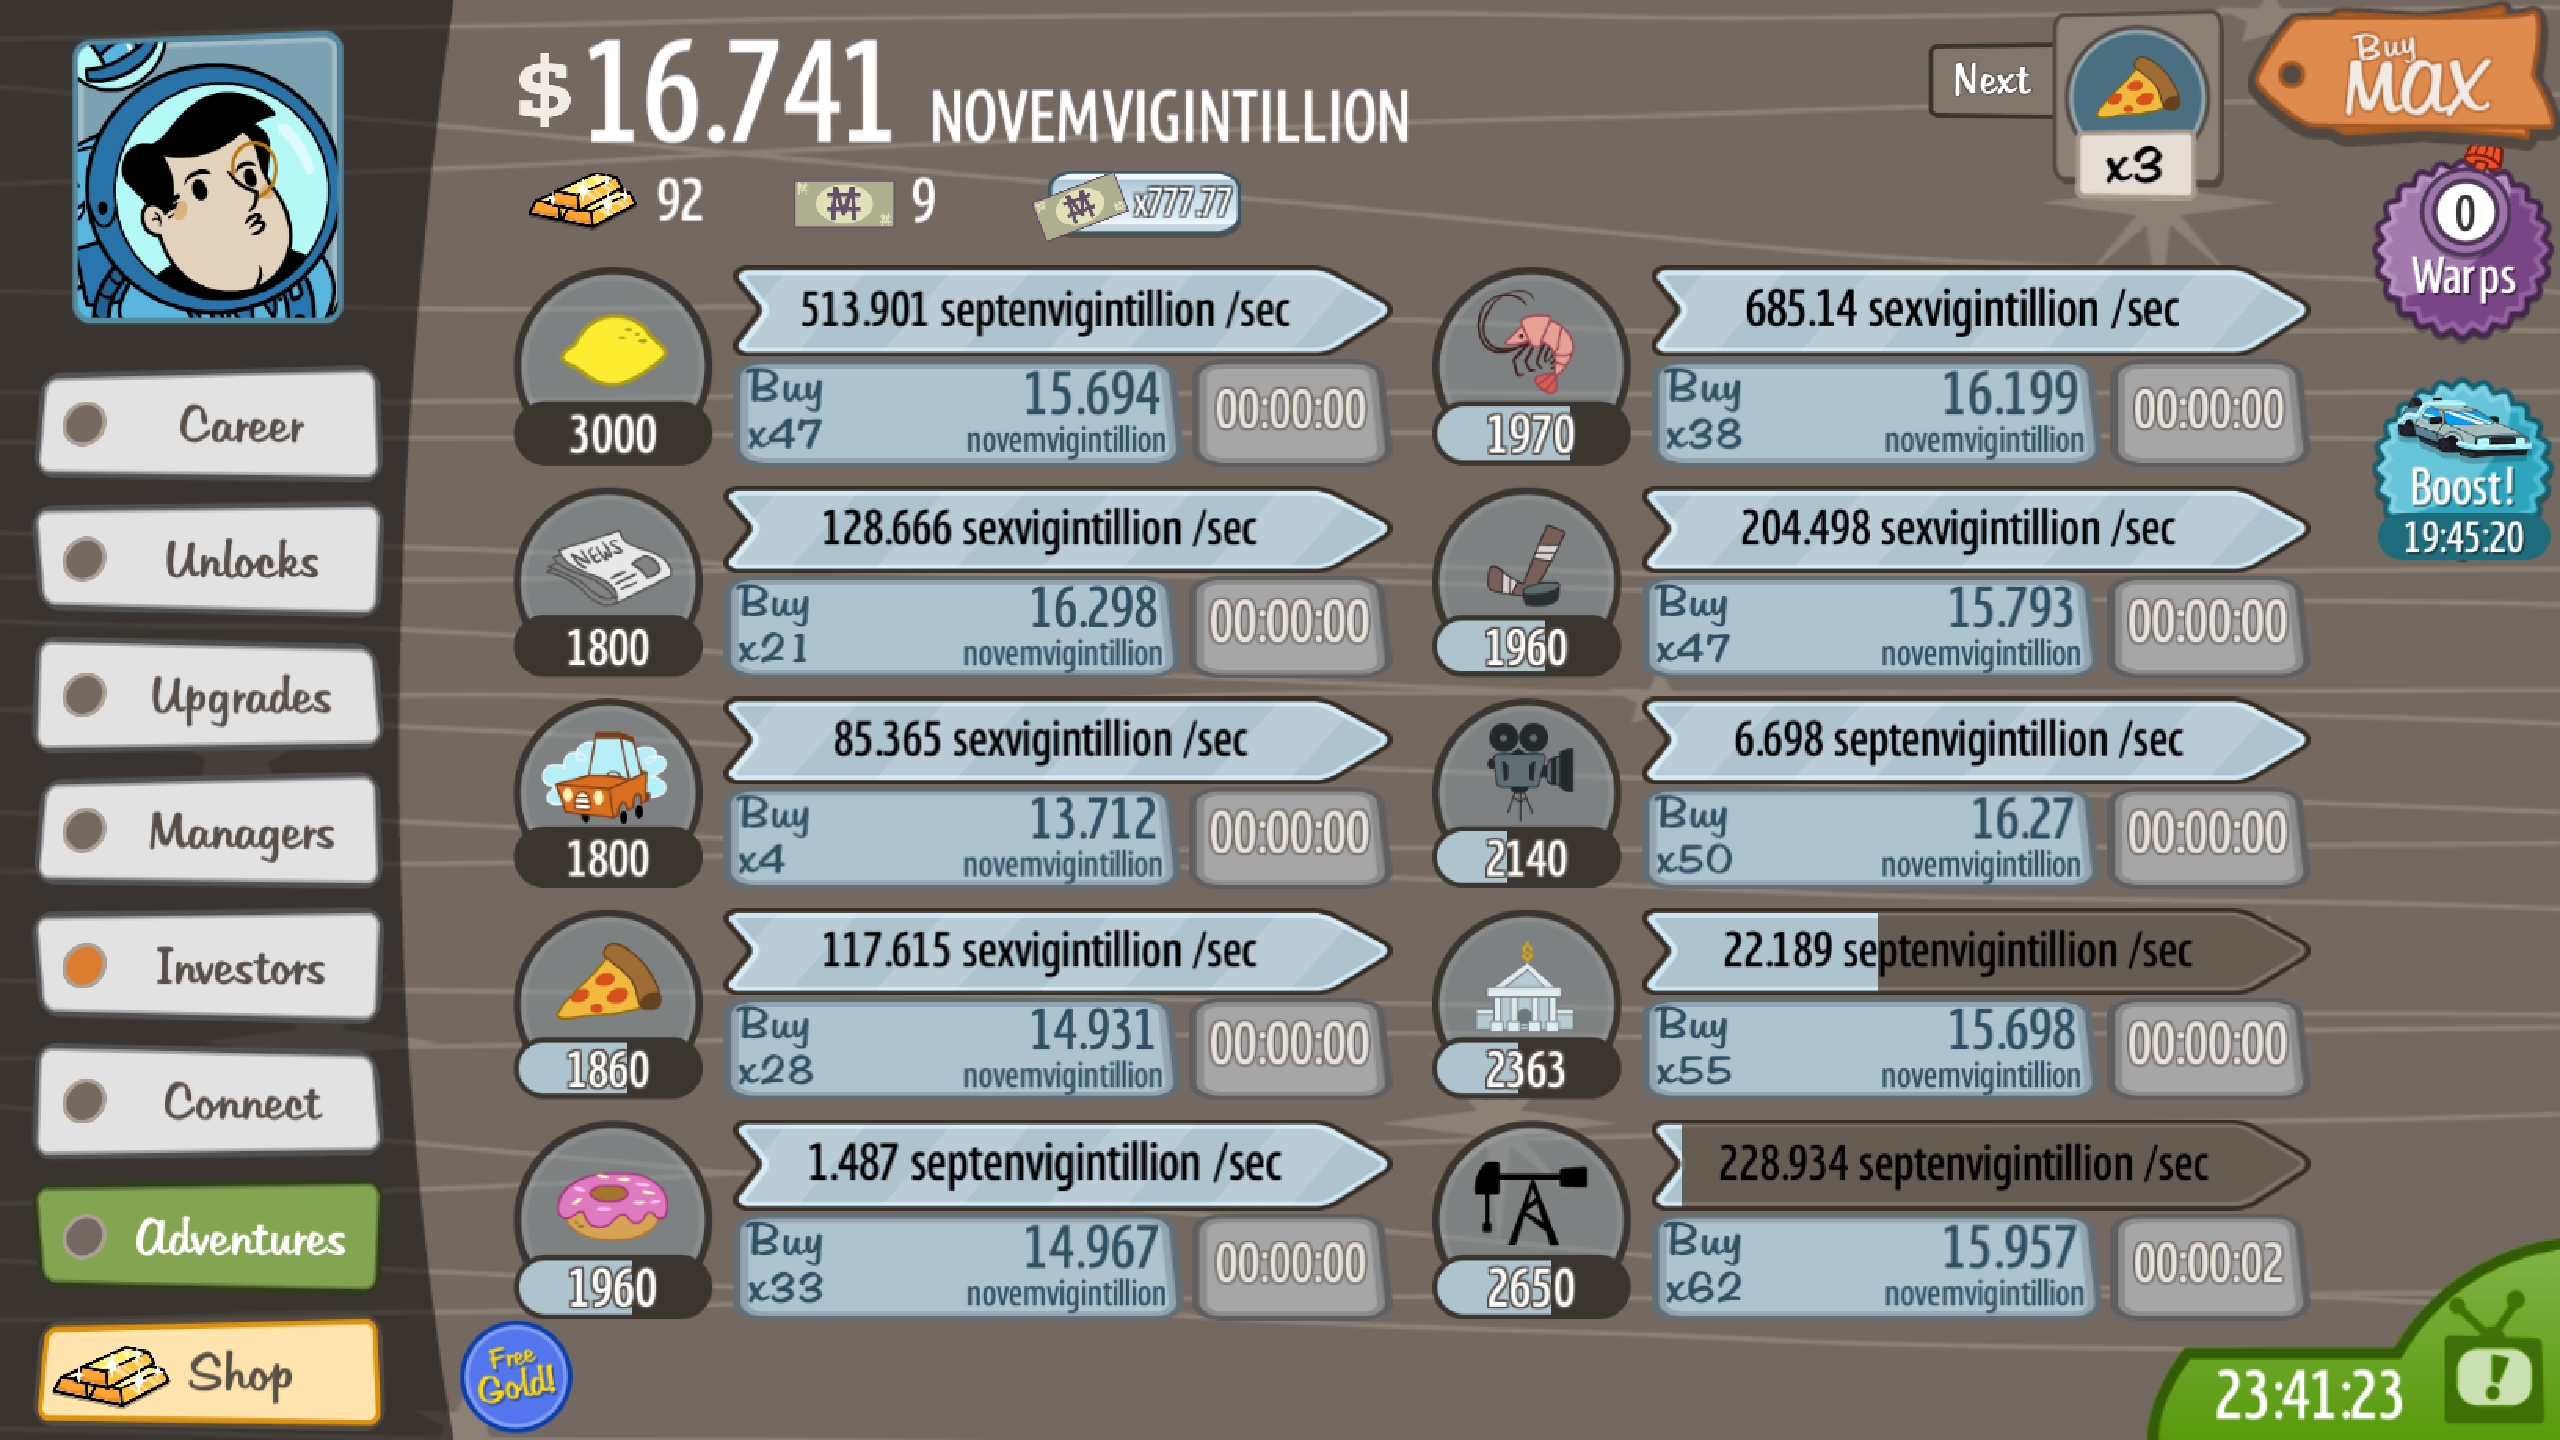 $16.741 NOVEMVIGINTILLION
Next
x3
Buy
MAX
92
9
x777.77
0
Warps
Boost!
19:45:20
Career
Unlocks
Upgrades
Managers
Investors
Connect
Adventures
Shop
513.901 septenvigintillion /sec
3000
Buy
x47
15.694
novemvigintillion
00:00:00
685.14 sexvigintillion /sec
1970
Buy
x38
16.199
novemvigintillion
00:00:00
NEWS
128.666 sexvigintillion /sec
1800
Buy
x21
16.298
novemvigintillion
00:00:00
204.498 sexvigintillion /sec
1960
Buy
x47
15.793
novemvigintillion
00:00:00
85.365 sexvigintillion /sec
1800
Buy
x4
13.712
novemvigintillion
00:00:00
6.698 septenvigintillion /sec
2140
Buy
x50
16.27
novemvigintillion
00:00:00
117.615 sexvigintillion /sec
1860
Buy
x28
14.931
novemvigintillion
00:00:00
$
22.189 septenvigintillion /sec
2363
Buy
x55
15.698
novemvigintillion
00:00:00
1.487 septenvigintillion /sec
1960
Buy
x33
14.967
novemvigintillion
00:00:00
228.934 septenvigintillion /sec
2650
Buy
x62
15.957
novemvigintillion
00:00:02
Free
Gold!
23:41:23
!